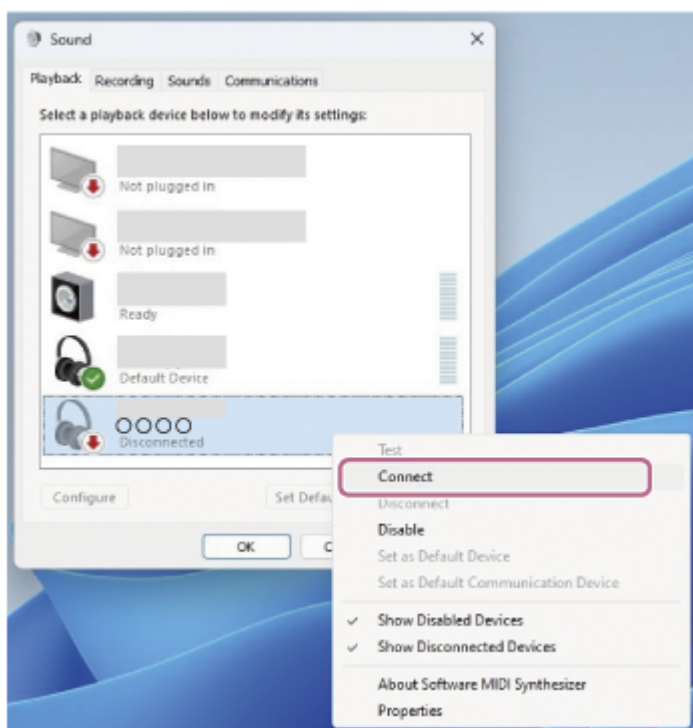 Sound
Playback Recording Sounds Communications
Select a playback device below to modify its settings:
Not plugged in
Not plugged in
Ready
Default Device
OOOO
Disconnected
Configure
Set Defau
OK
C
Test
Connect
Disconnect
Disable
Set as Default Device
Set as Default Communication Device
✓ Show Disabled Devices
✓ Show Disconnected Devices
About Software MIDI Synthesizer
Properties